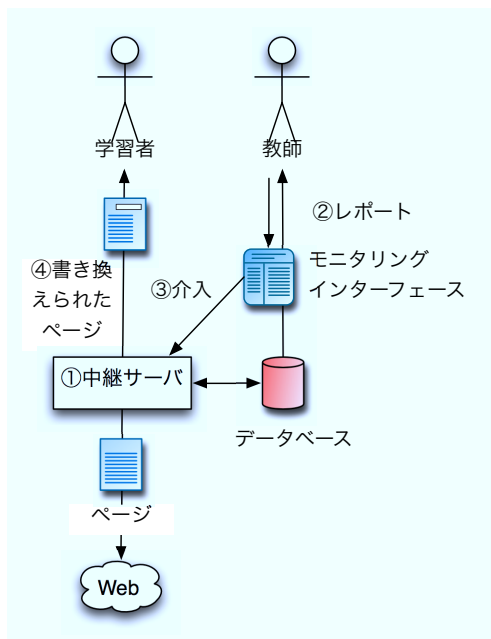 学習者
教師
②レポート
モニタリング
インターフェース
④書き換
えられた
ページ
③介入
①中継サーバ
データベース
ページ
Web